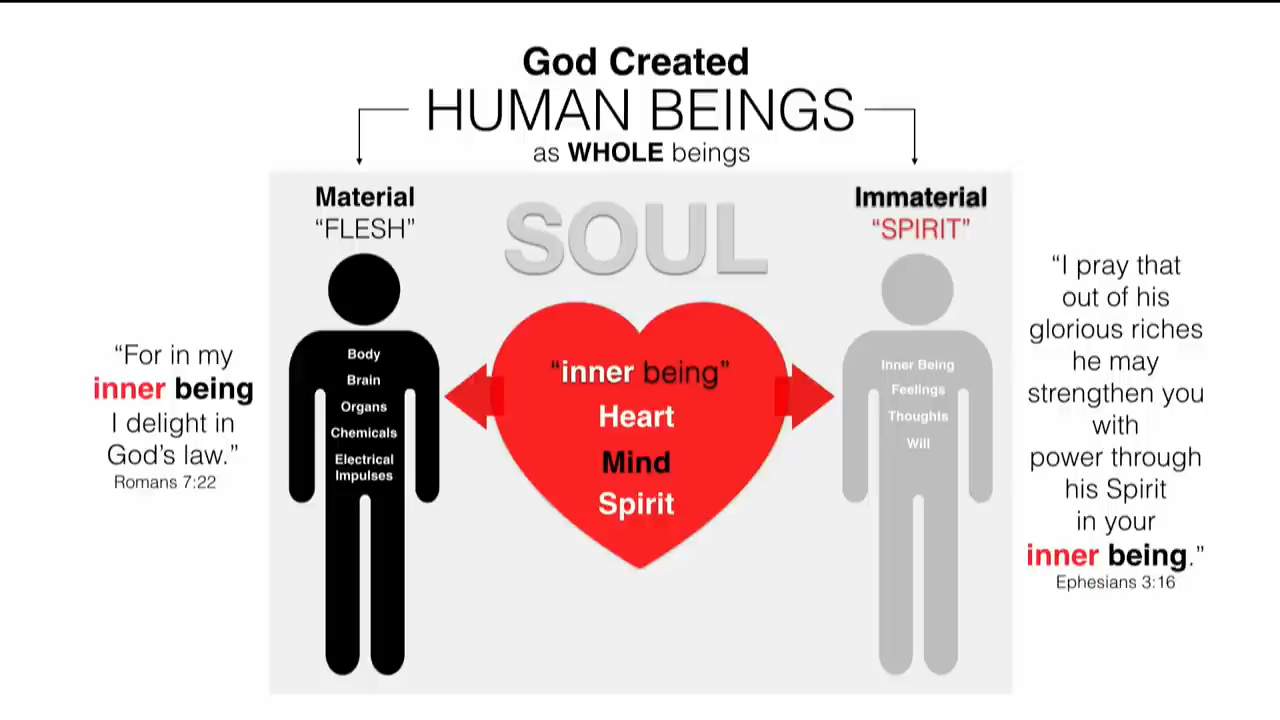 God Created
HUMAN BEINGS
as WHOLE beings
Material
“FLESH”
SOUL
Immaterial
“SPIRIT”
“For in my
inner being
I delight in
God’s law.”
Romans 7:22
Body
Brain
Organs
Chemicals
Electrical
Impulses
“inner being”
Heart
Mind
Spirit
Inner Being
Feelings
Thoughts
Will
“I pray that
out of his
glorious riches
he may
strengthen you
with
power through
his Spirit
in your
inner being.”
Ephesians 3:16